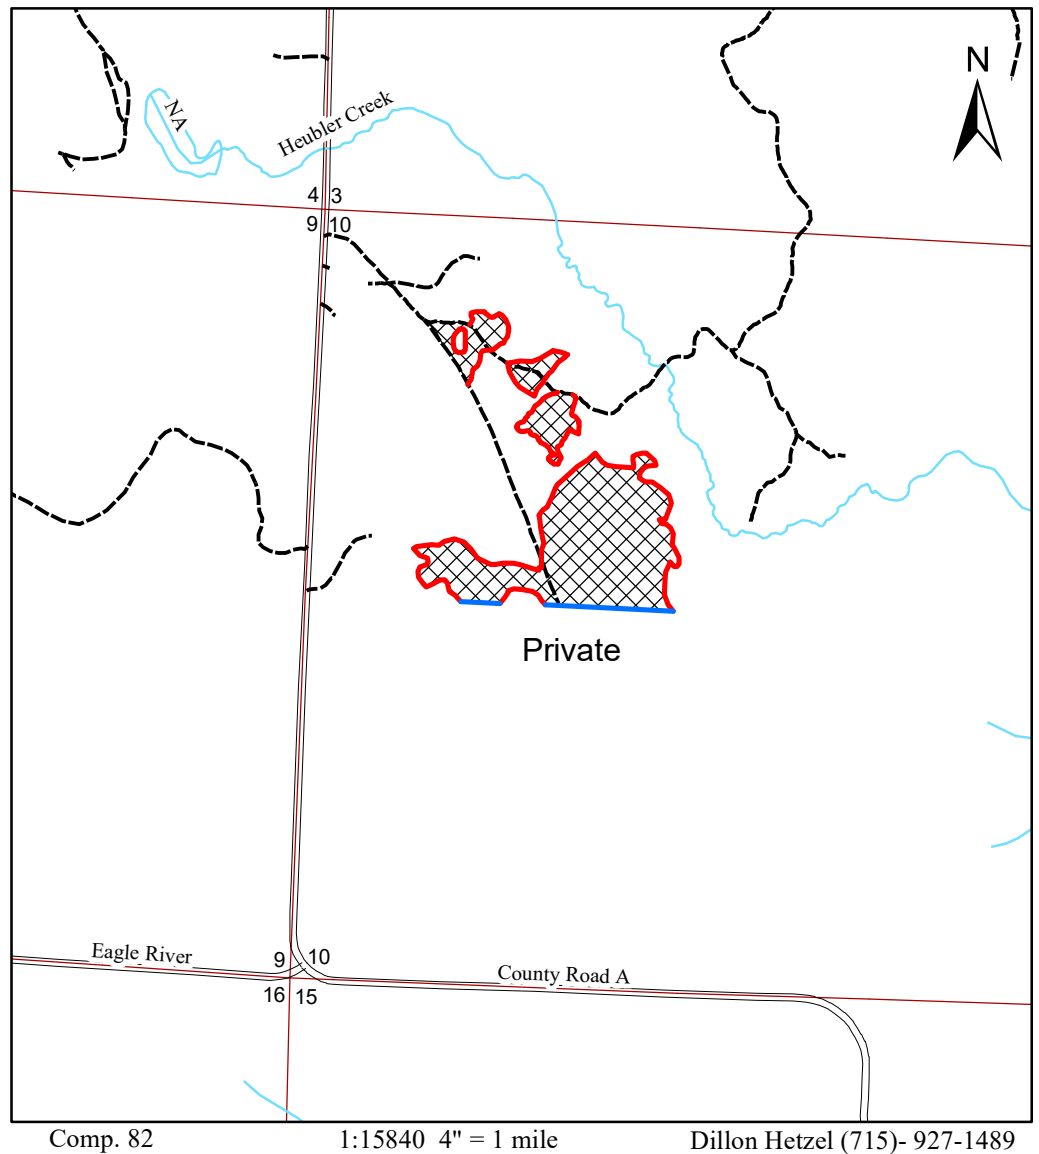 N
NA
Heubler Creek
4 3
9 10
Private
Eagle River
9 10
16 15
County Road A
Comp. 82
1:15840 4" = 1 mile
Dillon Hetzel (715)- 927-1489